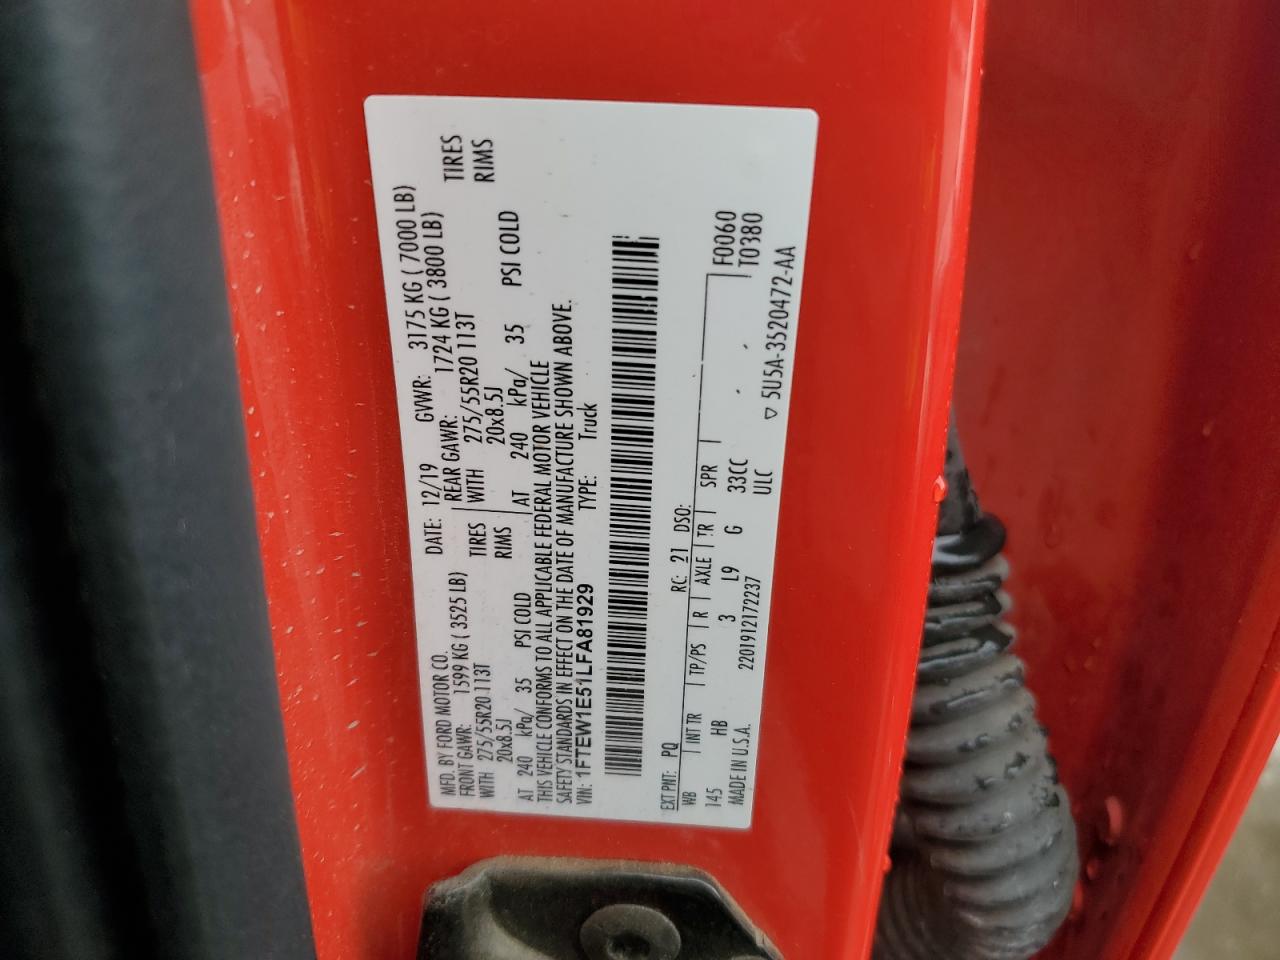 MFD. BY FORD MOTOR CO.
DATE: 12/19 GVWR: 3175 KG ( 7000 LB)
FRONT GAWR: 1599 KG ( 3525 LB) REAR GAWR: 1724 KG ( 3800 LB)
WITH 275/55R20 113T TIRES WITH 275/55R20 113T TIRES
20x8.5J RIMS 20x8.5J RIMS
AT 240 kPa/ 35 PSI COLD AT 240 kPa/ 35 PSI COLD
THIS VEHICLE CONFORMS TO ALL APPLICABLE FEDERAL MOTOR VEHICLE
SAFETY STANDARDS IN EFFECT ON THE DATE OF MANUFACTURE SHOWN ABOVE.
VIN: 1FTEW1E51LFA81929 TYPE: Truck
EXT PNT: PQ RC: 21 DSO:
WB INT TR TP/PS R AXLE TR SPR F0060
145 HB 3 L9 G 33CC T0380
MADE IN U.S.A. 2201912172237 ULC
▽ 5U5A-3520472-AA